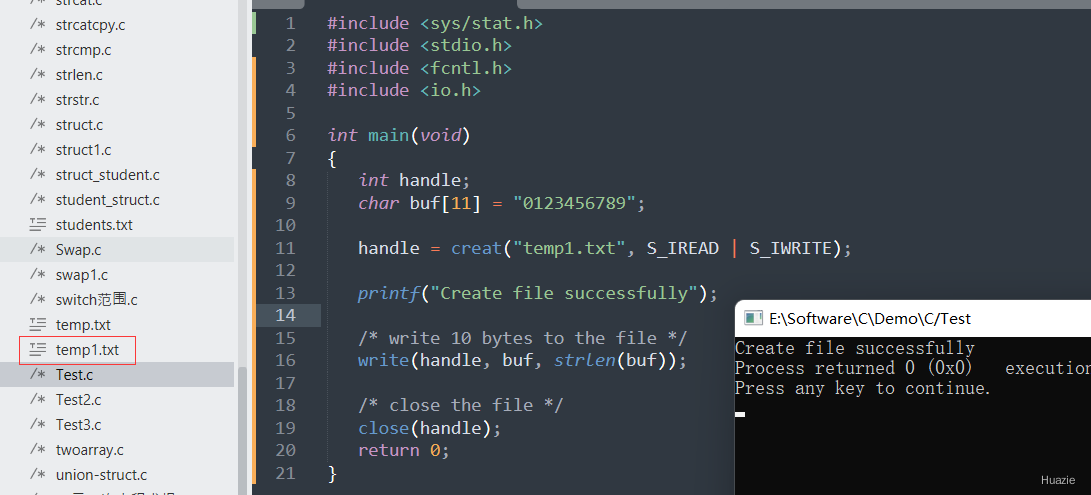 strcat.c
strcatcpy.c
strcmp.c
strlen.c
strstr.c
struct.c
struct1.c
struct_student.c
student_struct.c
students.txt
Swap.c
swap1.c
switch范围.c
temp.txt
temp1.txt
Test.c
Test2.c
Test3.c
twoarray.c
union-struct.c
1 #include <sys/stat.h>
2 #include <stdio.h>
3 #include <fcntl.h>
4 #include <io.h>
5
6 int main(void)
7 {
8 int handle;
9 char buf[11] = "0123456789";
10
11 handle = creat("temp1.txt", S_IREAD | S_IWRITE);
12
13 printf("Create file successfully");
14
15 /* write 10 bytes to the file */
16 write(handle, buf, strlen(buf));
17
18 /* close the file */
19 close(handle);
20 return 0;
21 }
E:\Software\C\Demo\C/Test
Create file successfully
Process returned 0 (0x0) execution
Press any key to continue.
Huazie